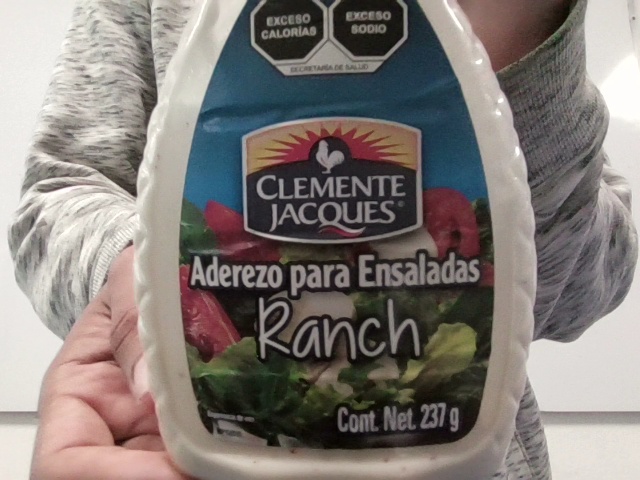 EXCESO
CALORÍAS
EXCESO
SODIO
SECRETARÍA DE SALUD
CLEMENTE
JACQUES®
Aderezo para Ensaladas
Ranch
Cont. Net. 237 g